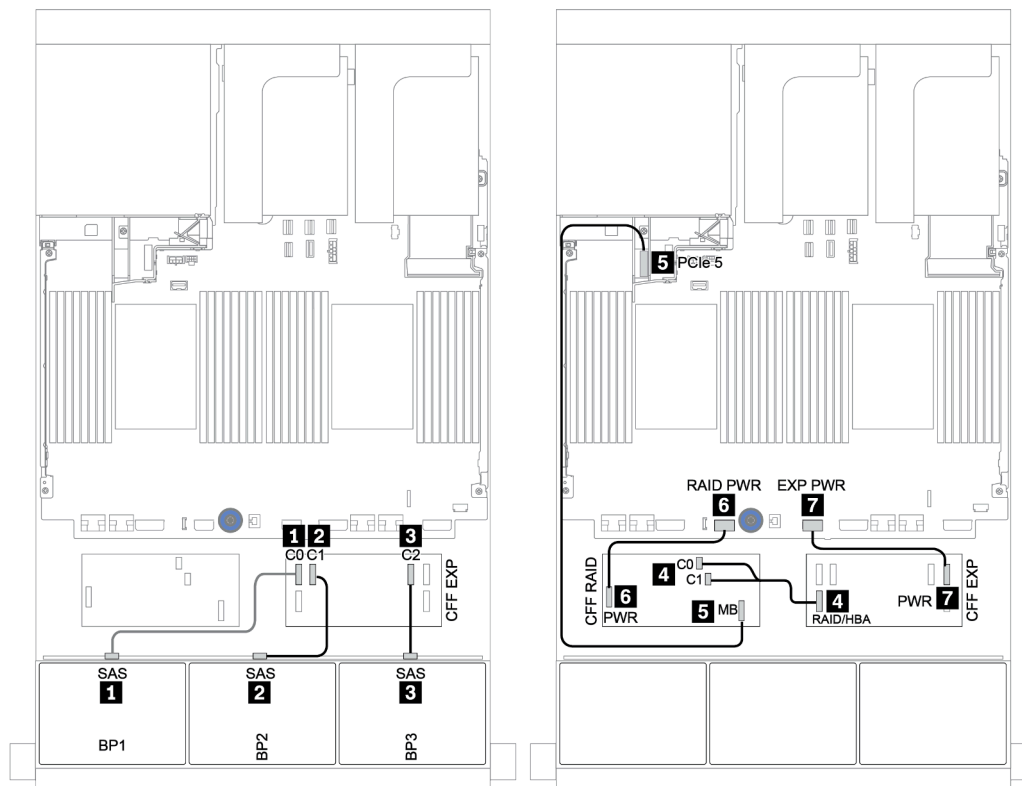 5 PCIe 5
RAID PWR EXP PWR
6 7
1 2 3
C0 C1 C2
CFF EXP
SAS SAS SAS
1 2 3
BP1 BP2 BP3
CFF RAID
4 C0
C1
6
PWR
5 MB
4
RAID/HBA
PWR 7
CFF EXP